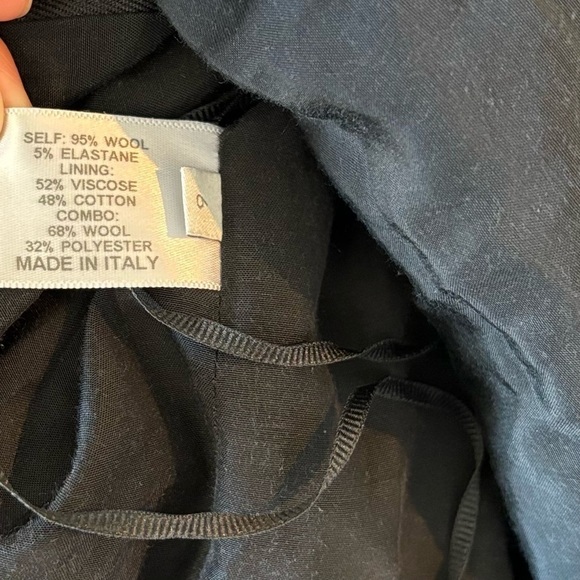 SELF: 95% WOOL
5% ELASTANE
LINING:
52% VISCOSE
48% COTTON
COMBO:
68% WOOL
32% POLYESTER
MADE IN ITALY